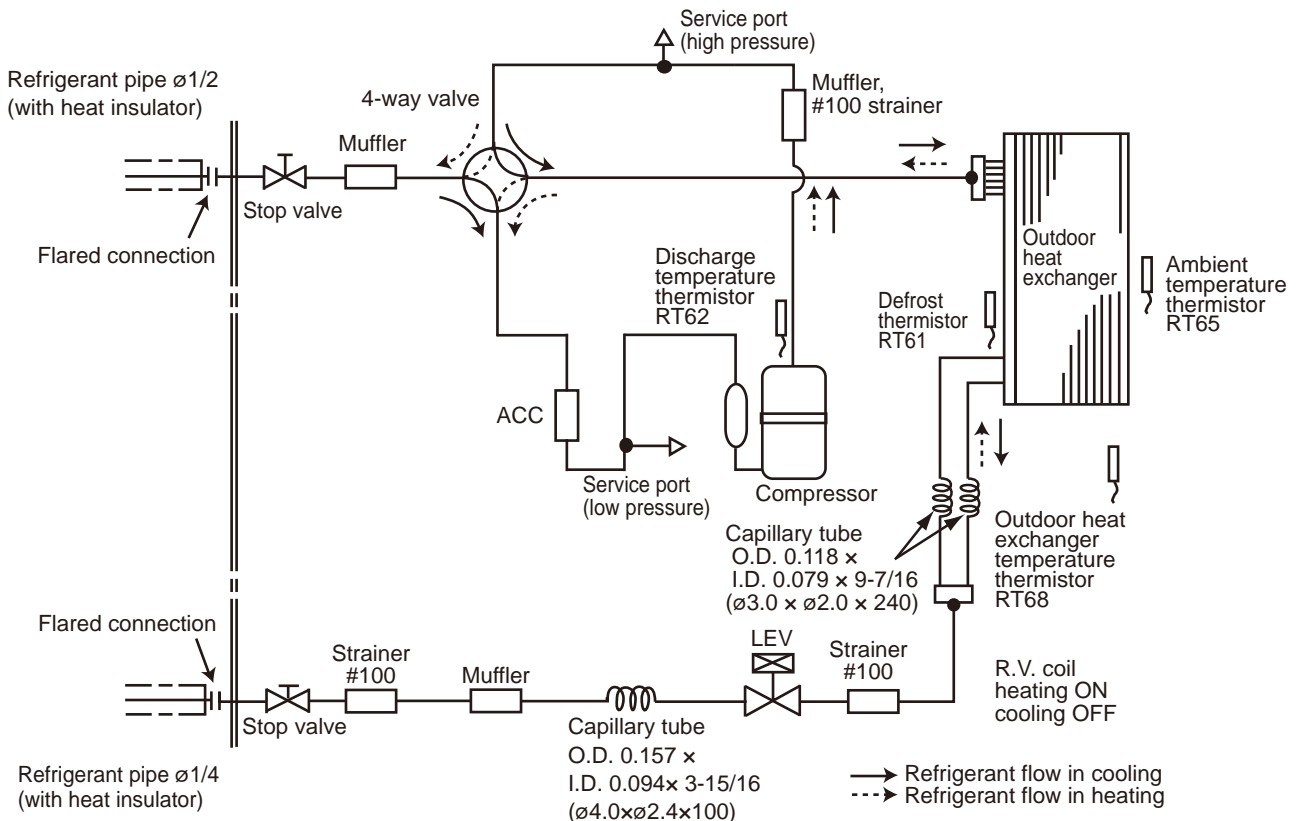 Service port
(high pressure)
Refrigerant pipe ø1/2
(with heat insulator)
4-way valve
Muffler,
#100 strainer
Muffler
Stop valve
Flared connection
Outdoor
heat
exchanger
Discharge
temperature
thermistor
RT62
Defrost
thermistor
RT61
Ambient
temperature
thermistor
RT65
ACC
Service port
(low pressure)
Compressor
Capillary tube
O.D. 0.118 ×
I.D. 0.079 × 9-7/16
(ø3.0 × ø2.0 × 240)
Outdoor heat
exchanger
temperature
thermistor
RT68
Flared connection
Strainer
#100
Muffler
LEV
Strainer
#100
R.V. coil
heating ON
cooling OFF
Stop valve
Capillary tube
O.D. 0.157 ×
I.D. 0.094× 3-15/16
(ø4.0×ø2.4×100)
Refrigerant pipe ø1/4
(with heat insulator)
Refrigerant flow in cooling
Refrigerant flow in heating